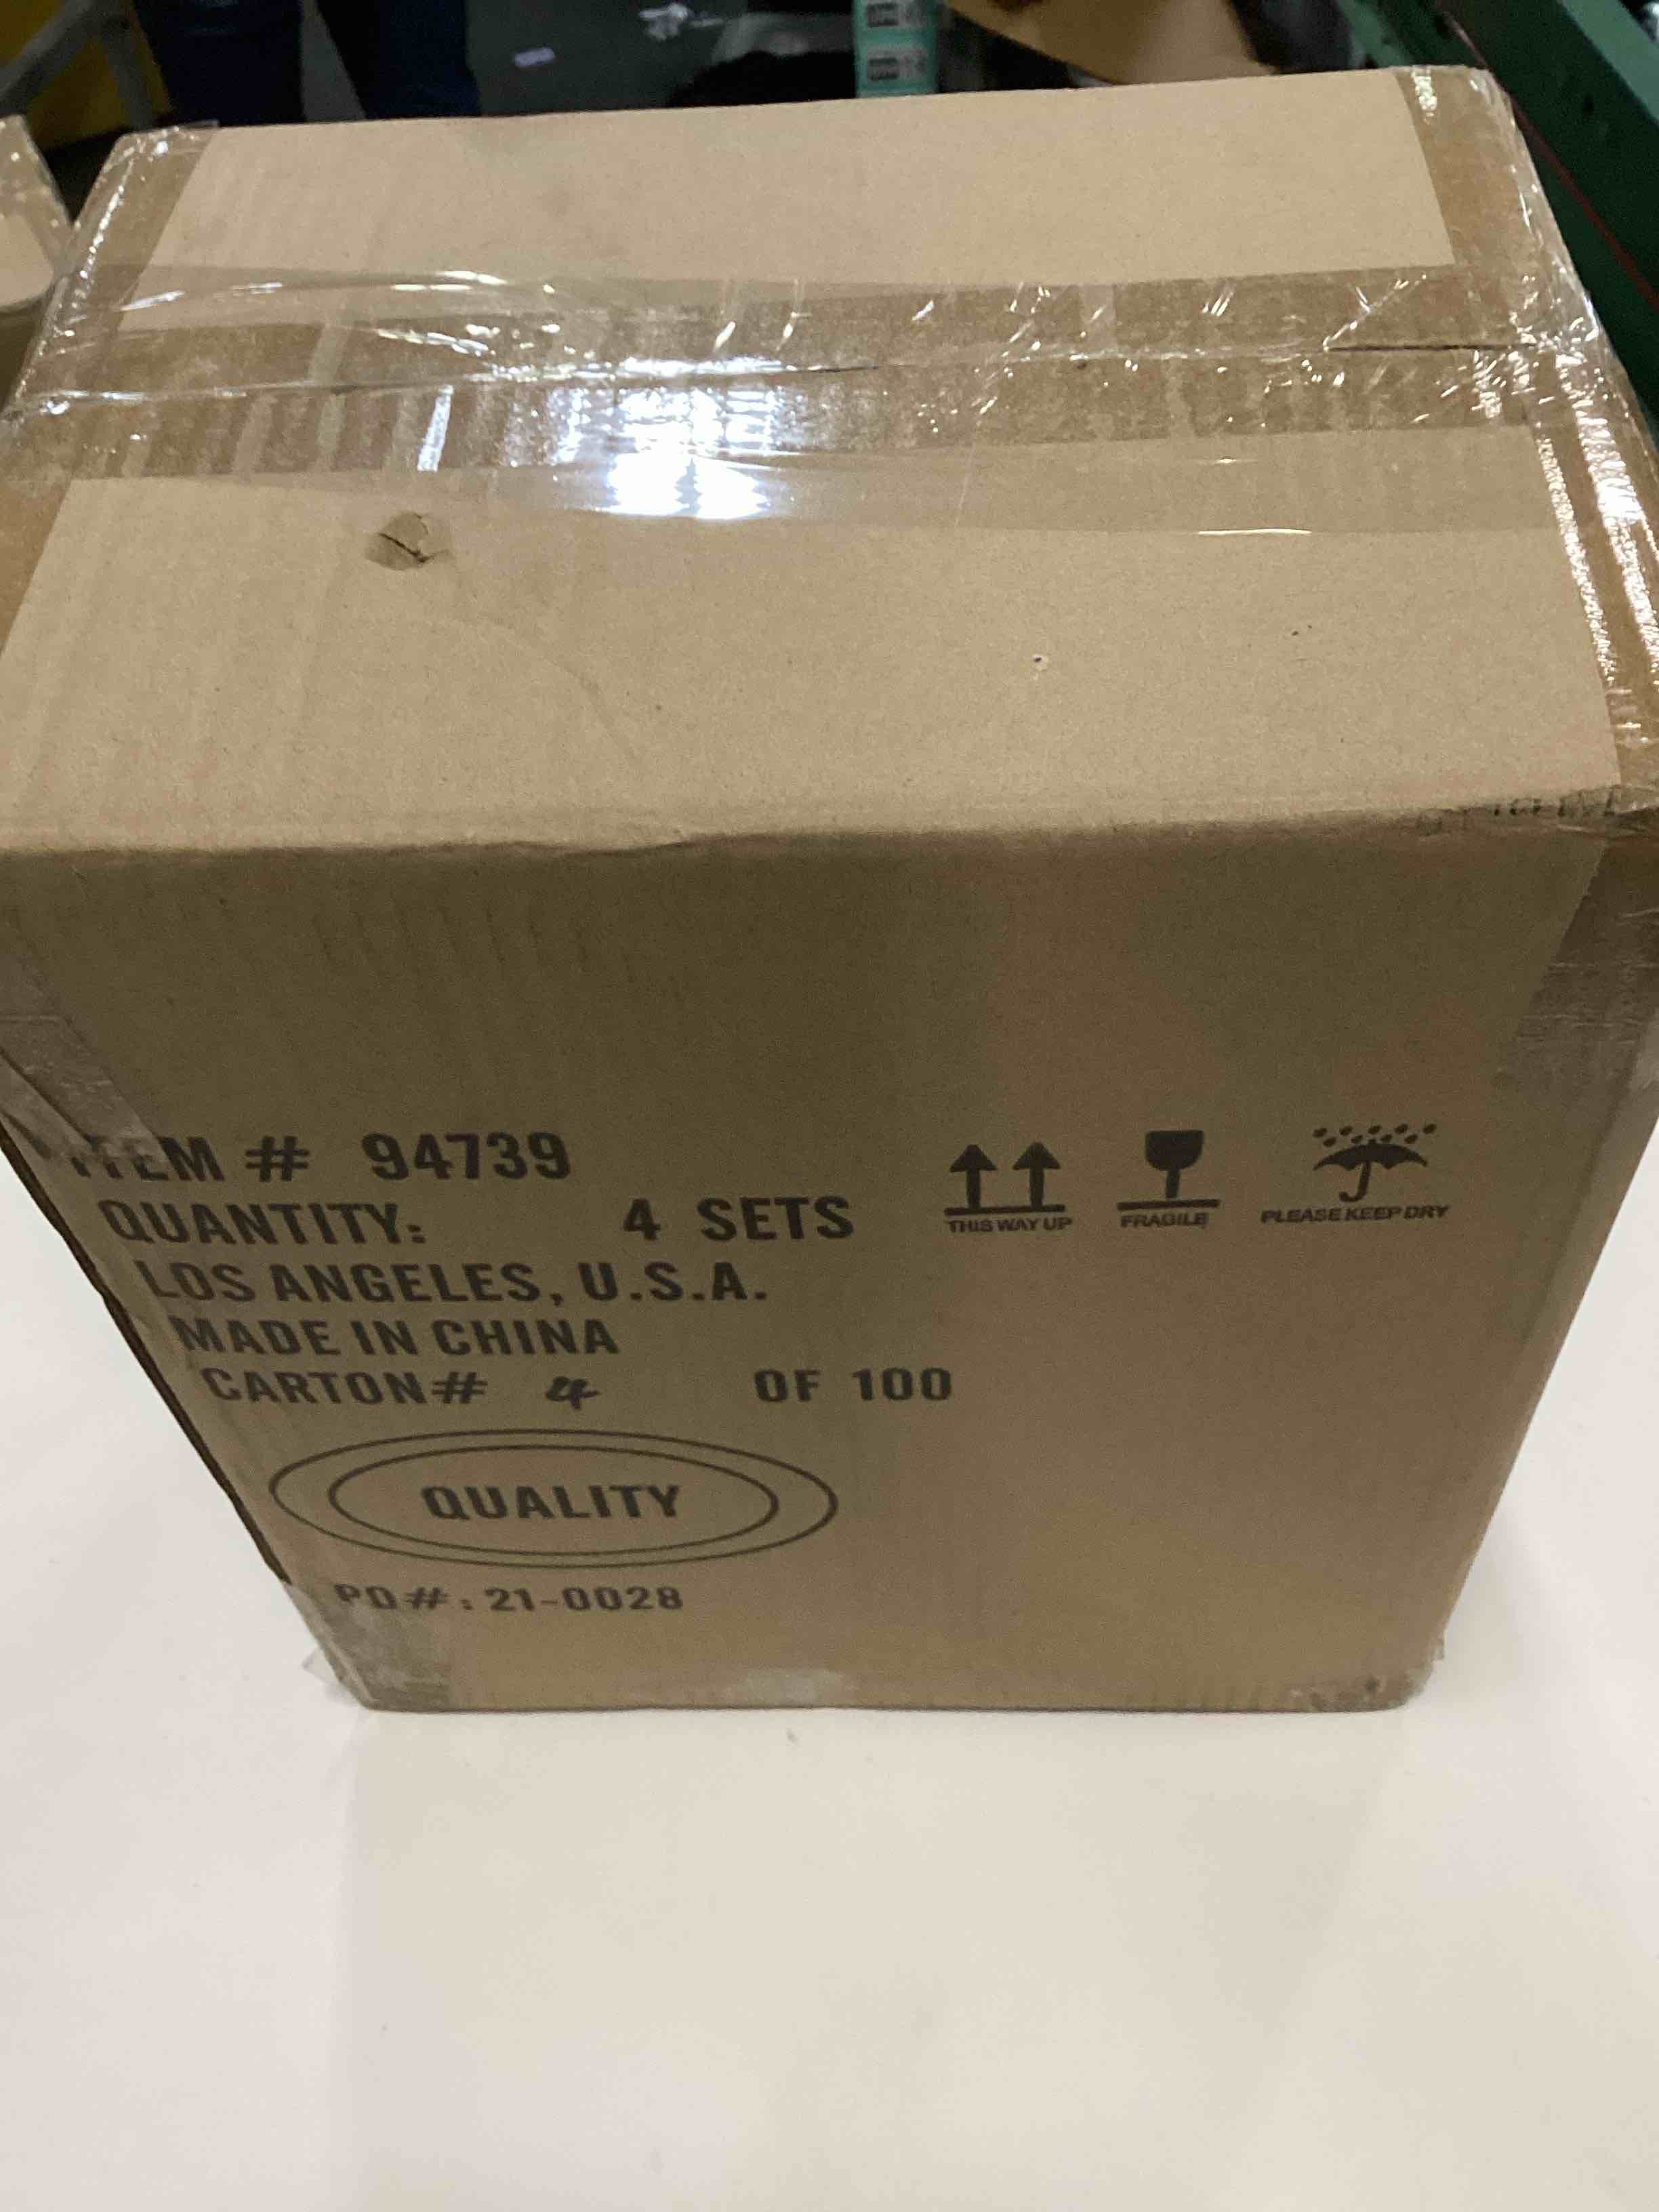 ITEM # 94739
QUANTITY: 4 SETS
LOS ANGELES, U.S.A.
MADE IN CHINA
CARTON# 4 OF 100
QUALITY
PO#: 21-0028
THIS WAY UP
FRAGILE
PLEASE KEEP DRY